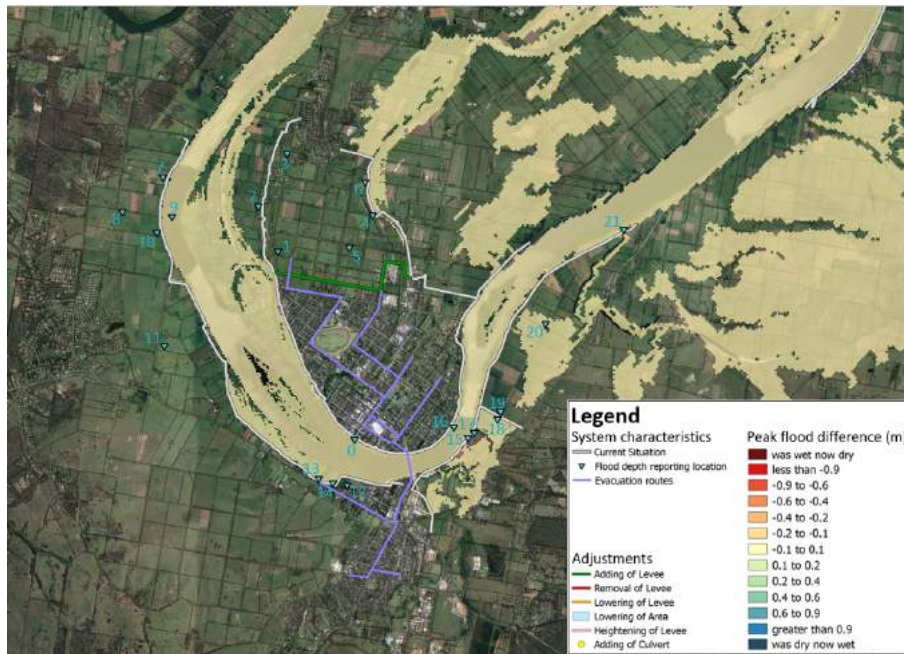 21
9
10
11
1
5
20
0
13
16
15
19
18
Legend
System characteristics
Current Situation
Flood depth reporting location
Evacuation routes
Adjustments
Adding of Levee
Removal of Levee
Lowering of Levee
Lowering of Area
Heightening of Levee
Adding of Culvert
Peak flood difference (m)
was wet now dry
less than -0.9
-0.9 to -0.6
-0.6 to -0.4
-0.4 to -0.2
-0.2 to -0.1
-0.1 to 0.1
0.1 to 0.2
0.2 to 0.4
0.4 to 0.6
0.6 to 0.9
greater than 0.9
was dry now wet